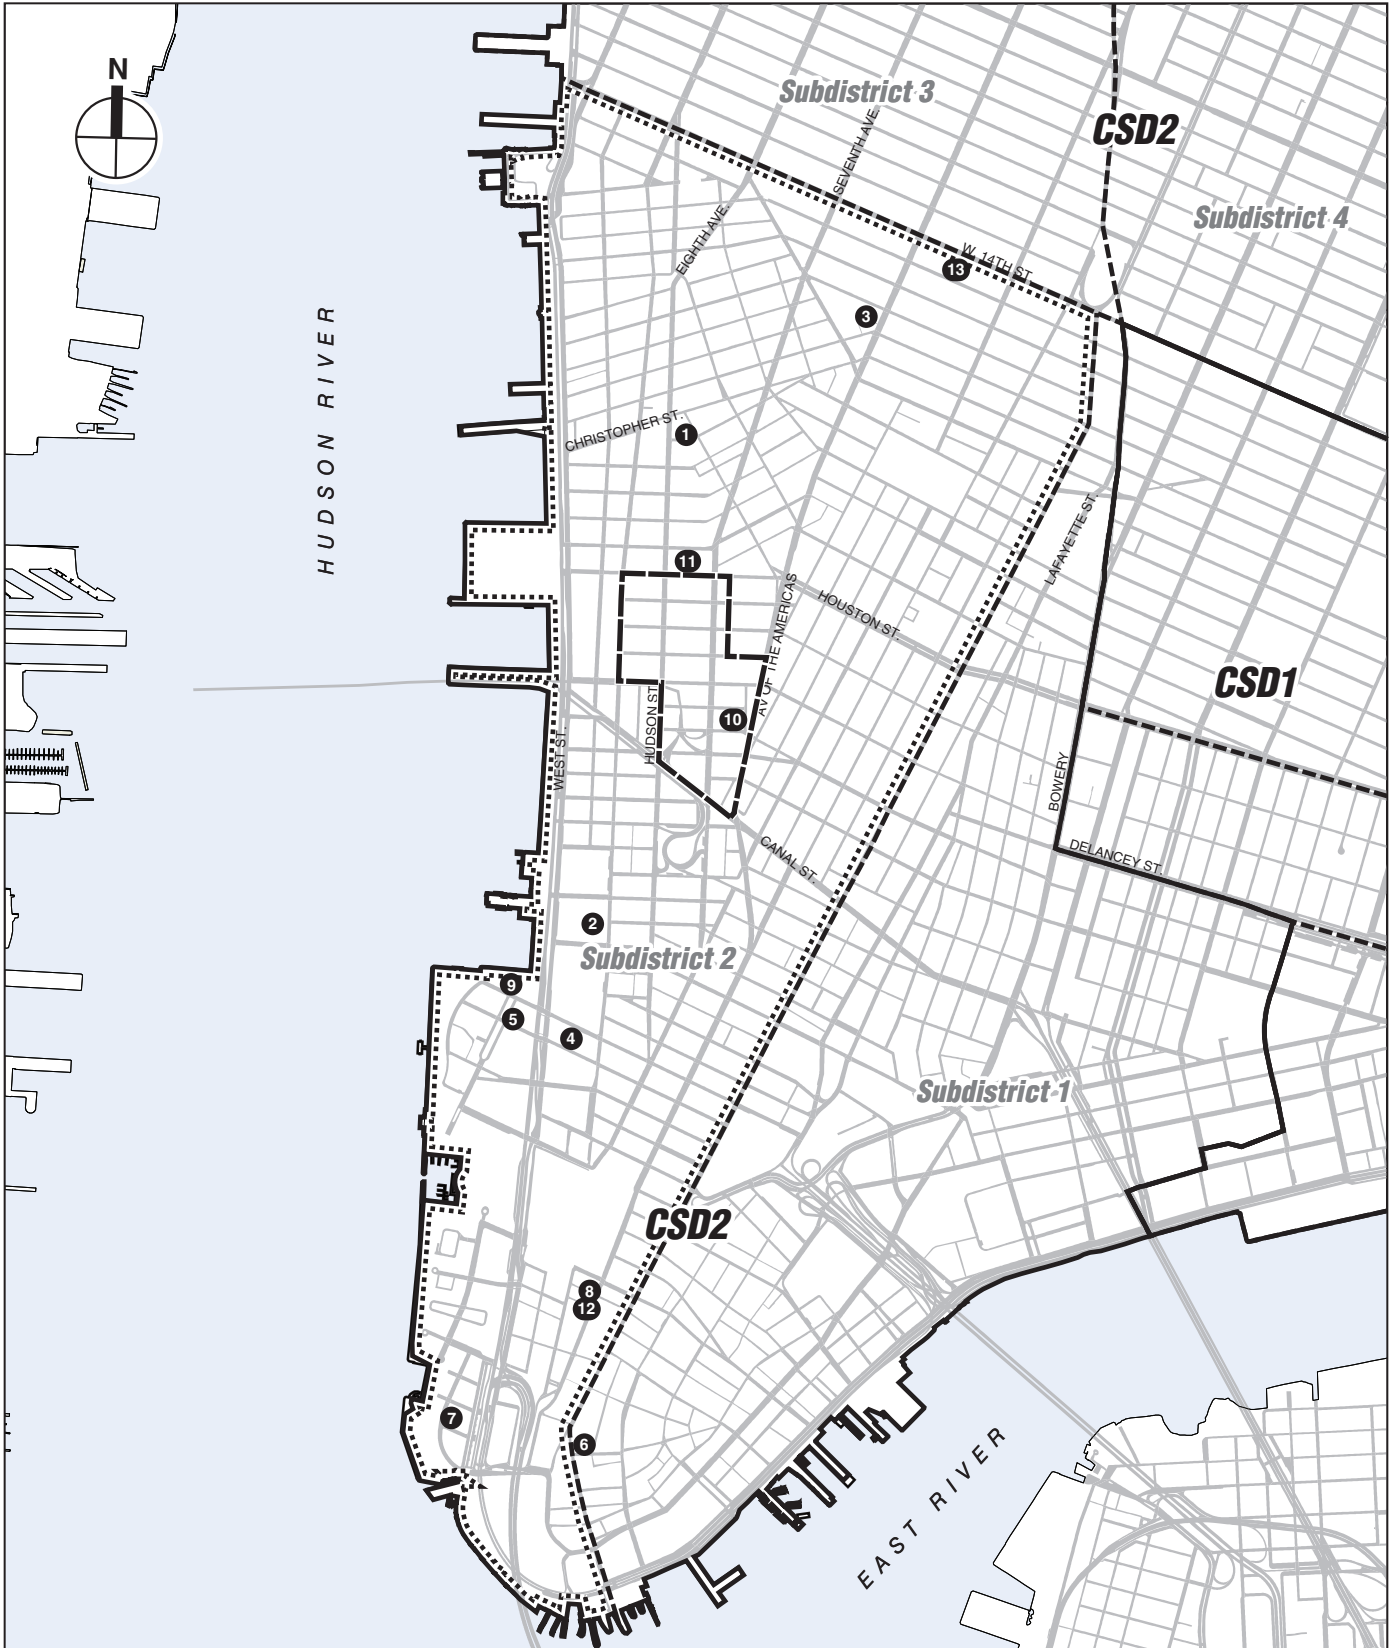 N
Subdistrict 3
CSD2
SEVENTH AVE.
Subdistrict 4
EIGHTH AVE.
W. 14TH ST
13
3
HUDSON RIVER
CHRISTOPHER ST.
1
LAFAYETTE ST.
11
HOUSTON ST.
AV OF THE AMERICAS
CSD1
HUDSON ST.
10
WEST ST.
BOWERY
CANAL ST.
DELANCEY ST.
2
Subdistrict 2
9
5
4
Subdistrict 1
CSD2
8
12
7
6
EAST RIVER